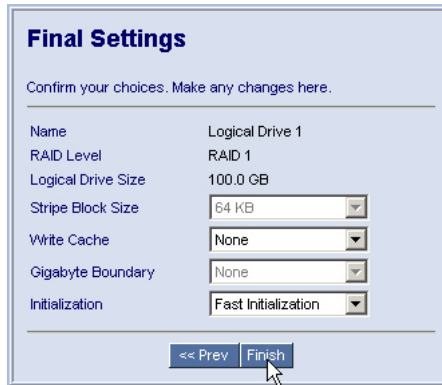 Final Settings
Confirm your choices. Make any changes here.
Name Logical Drive 1
RAID Level RAID 1
Logical Drive Size 100.0 GB
Stripe Block Size 64 KB
Write Cache None
Gigabyte Boundary None
Initialization Fast Initialization
<< Prev Finish